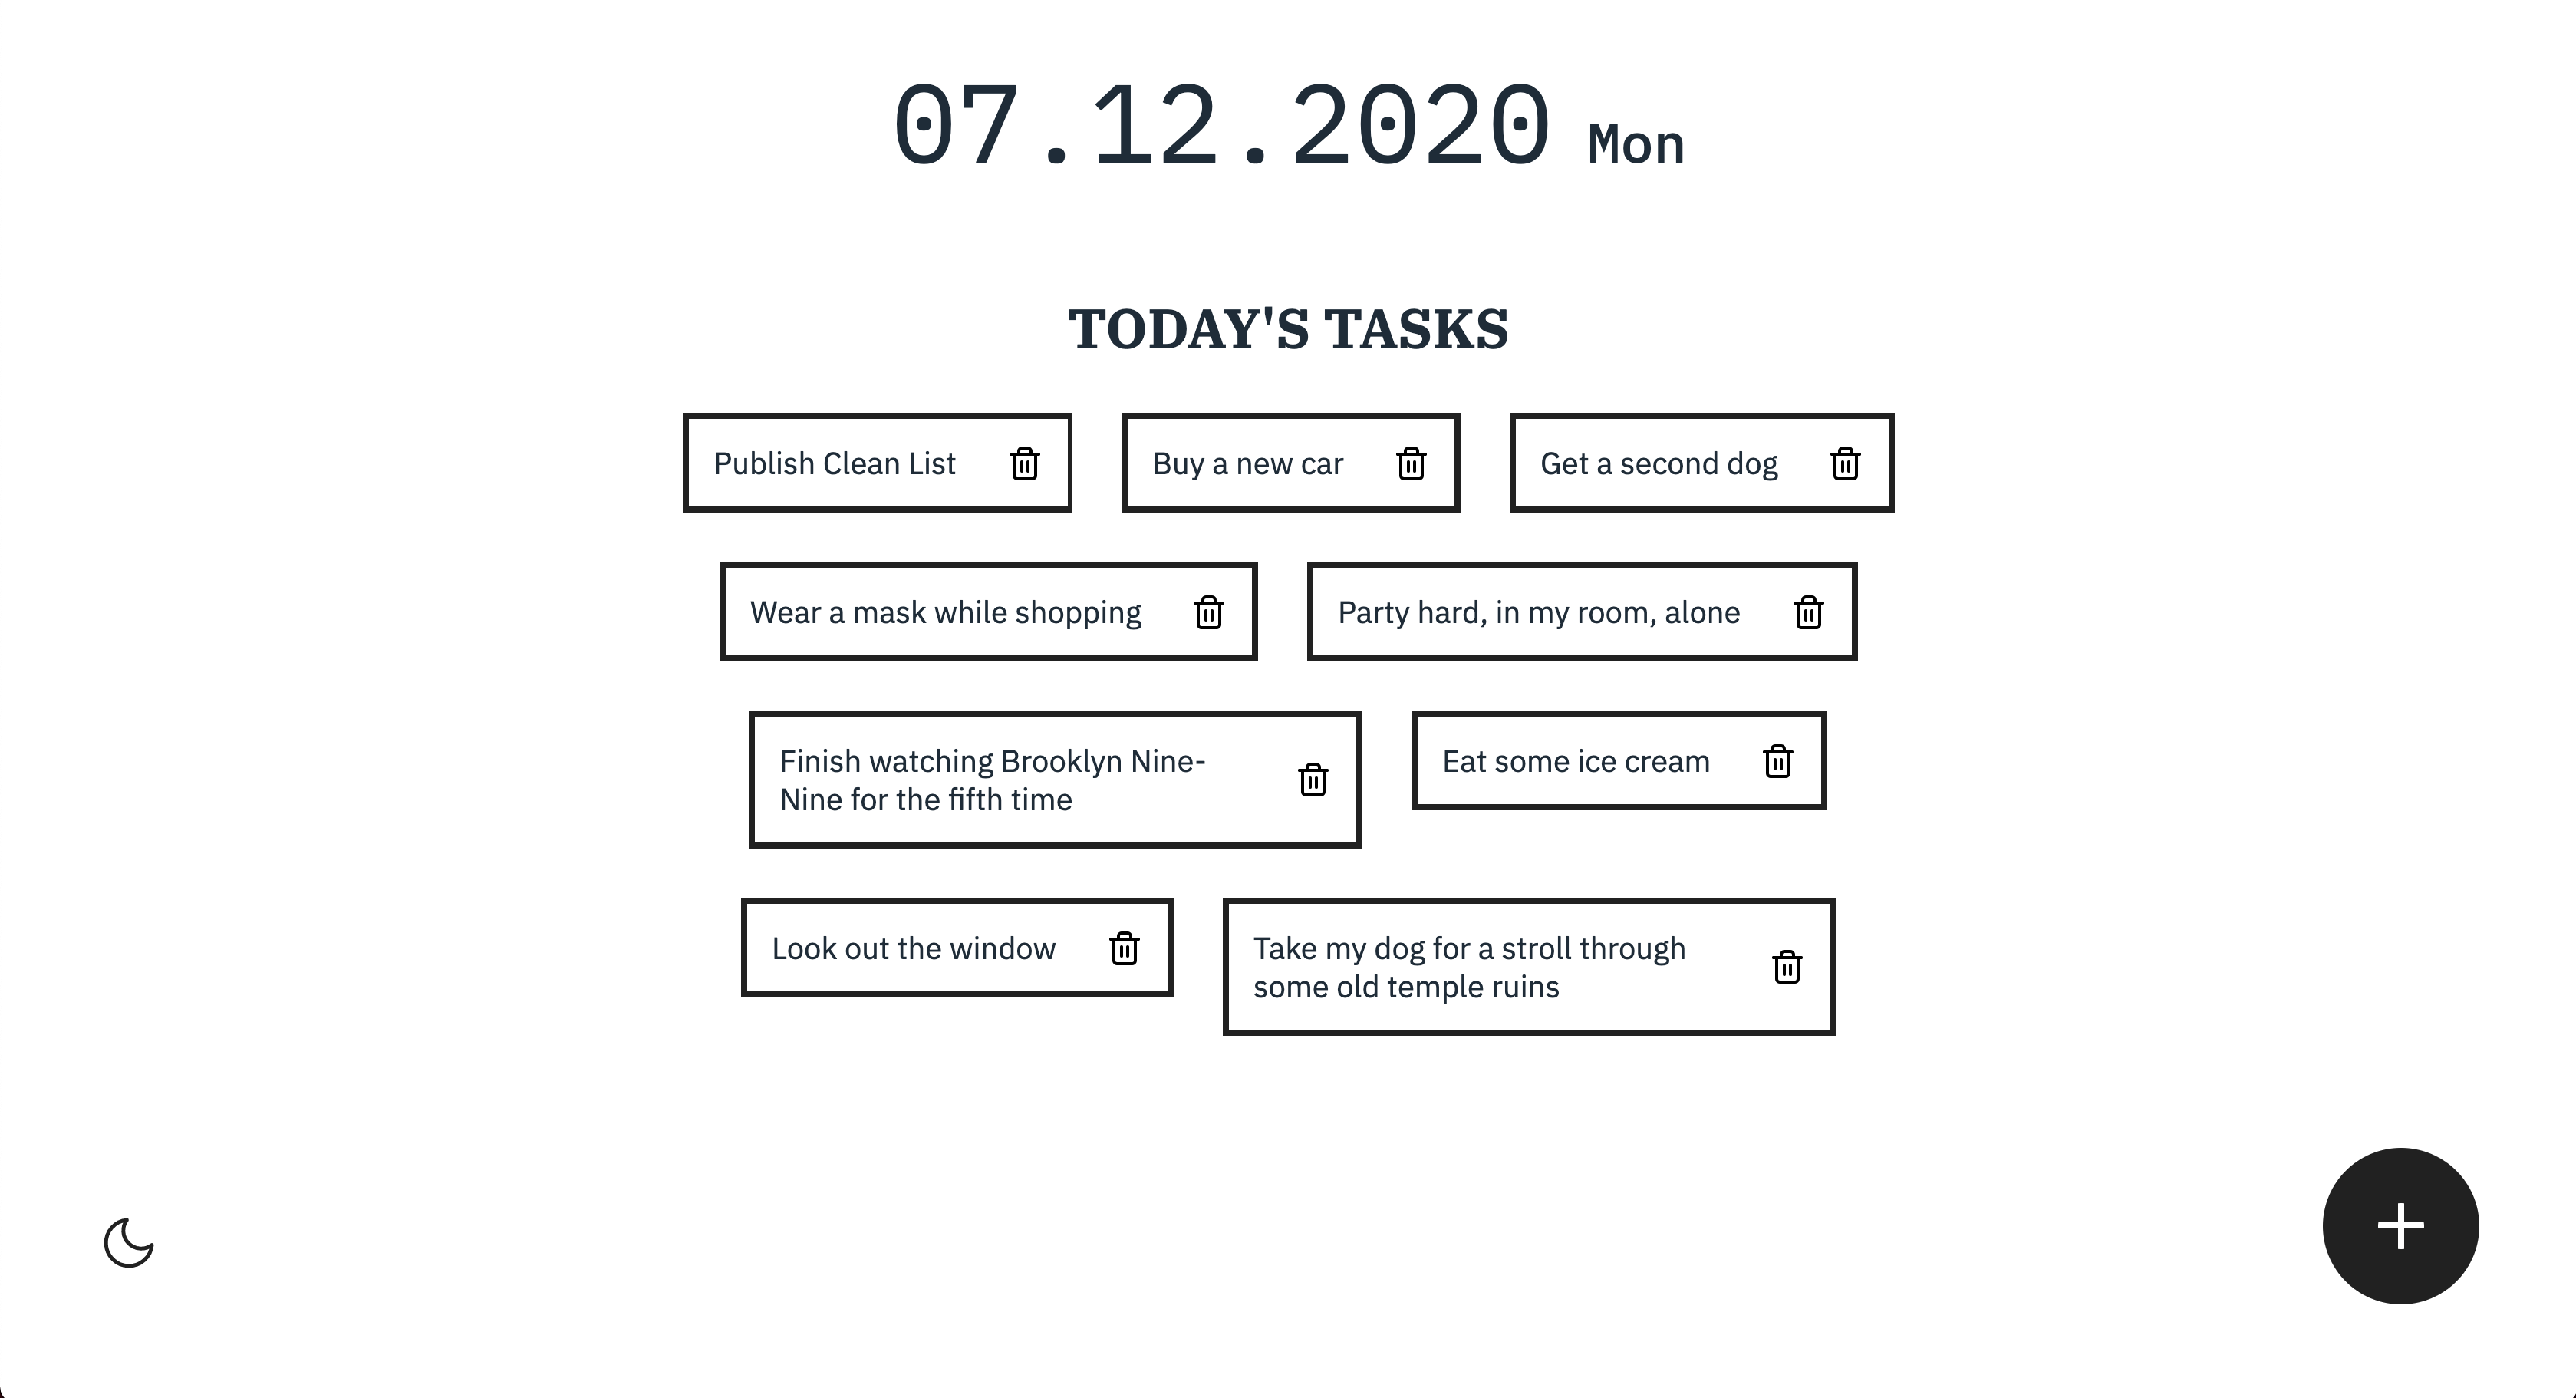 07.12.2020 Mon
TODAY'S TASKS
Publish Clean List
Buy a new car
Get a second dog
Wear a mask while shopping
Party hard, in my room, alone
Finish watching Brooklyn Nine-
Nine for the fifth time
Eat some ice cream
Look out the window
Take my dog for a stroll through
some old temple ruins